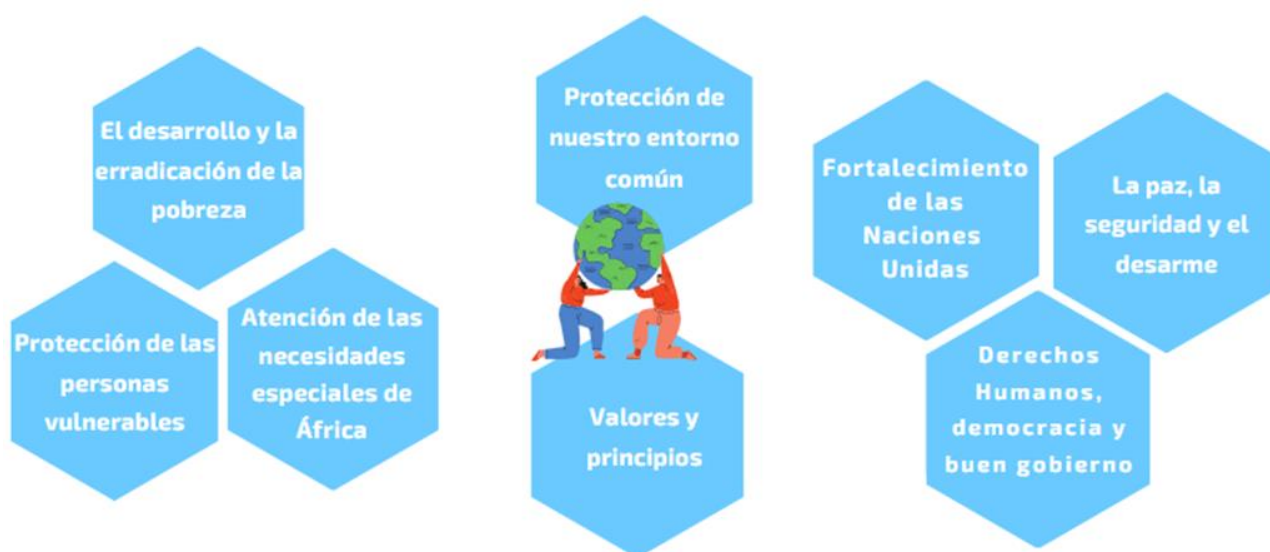 El desarrollo y la
erradicación de la
pobreza
Protección de las
personas
vulnerables
Atención de las
necesidades
especiales de
África
Protección de
nuestro entorno
común
Valores y
principios
Fortalecimiento
de las
Naciones
Unidas
La paz, la
seguridad y el
desarme
Derechos
Humanos,
democracia y
buen gobierno